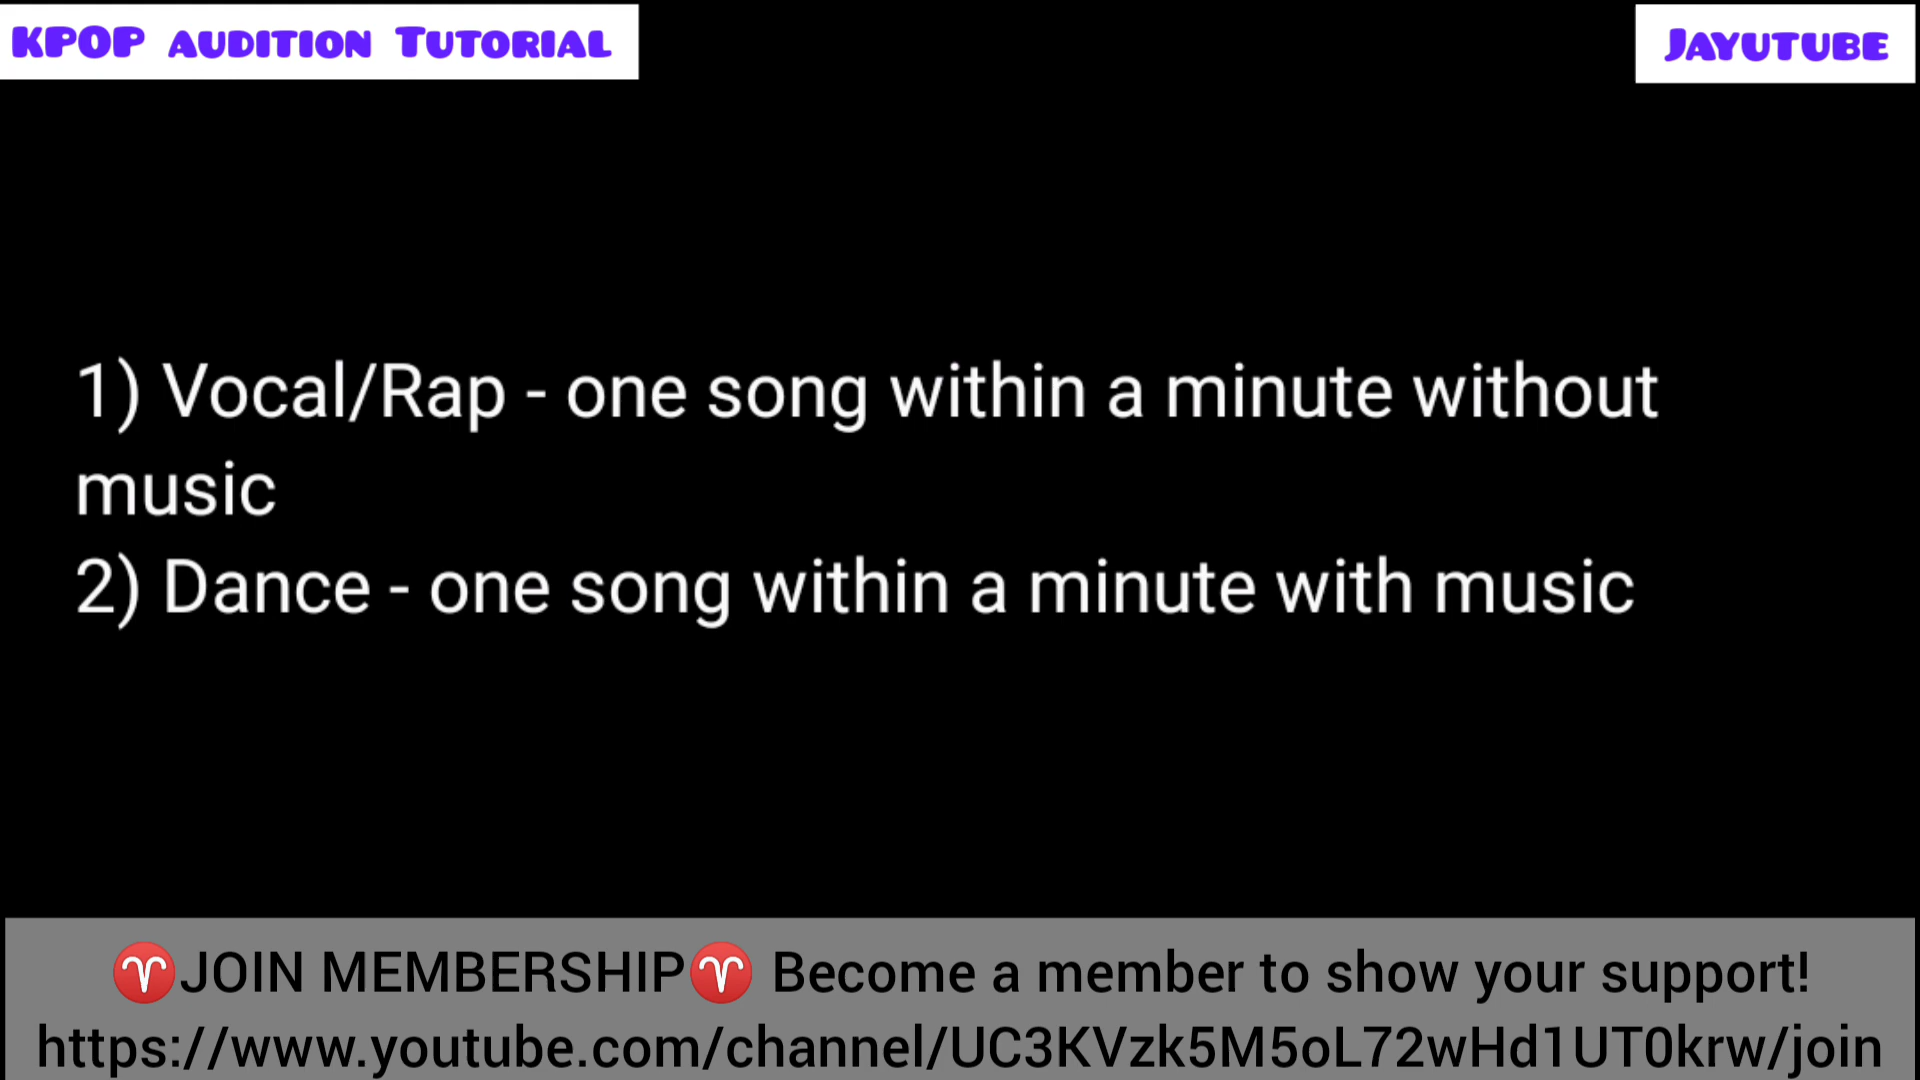 KPOP AUDITION TUTORIAL
JAYUTUBE
1) Vocal/Rap - one song within a minute without
music
2) Dance - one song within a minute with music
♈JOIN MEMBERSHIP♈ Become a member to show your support!
https://www.youtube.com/channel/UC3KVzk5M5oL72wHd1UT0krw/join